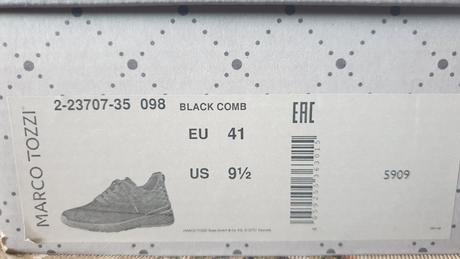 MARCO TOZZI
2-23707-35 098 BLACK COMB
EAC
EU 41
US 9½
5909